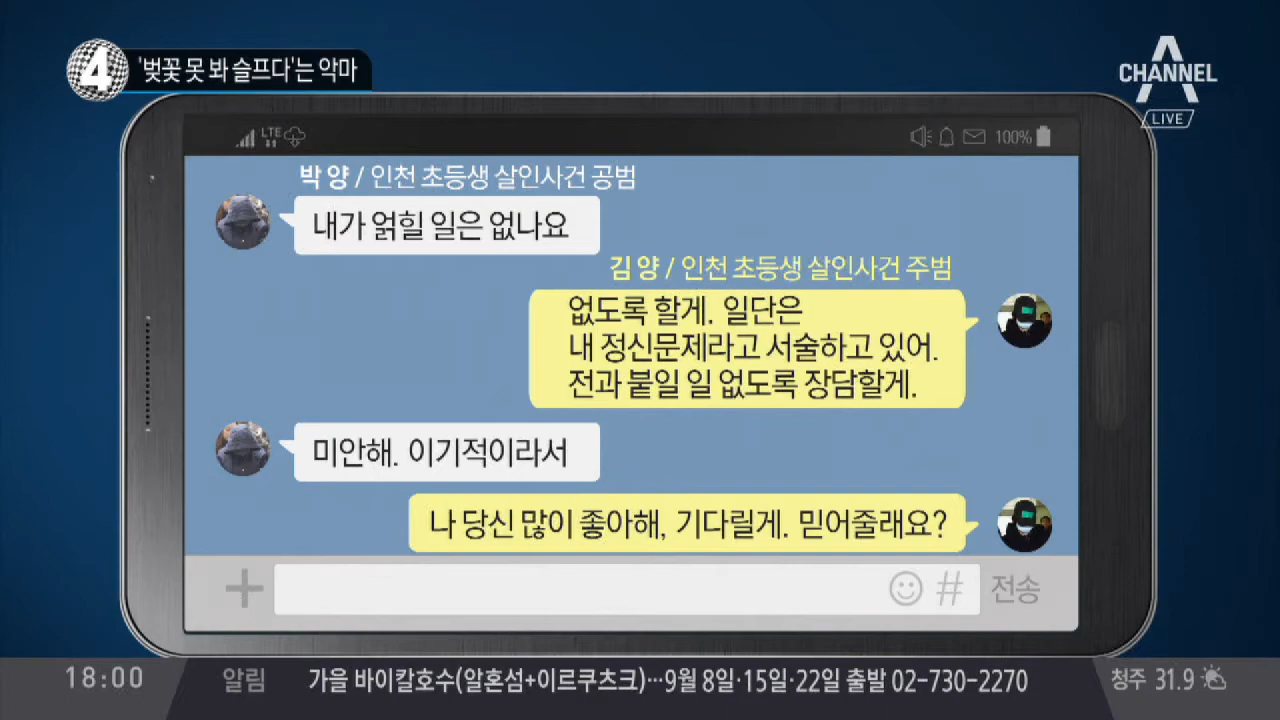 4 '벚꽃 못 봐 슬프다'는 악마
CHANNEL A
LIVE
LTE
100%
박 양 / 인천 초등생 살인사건 공범
내가 얽힐 일은 없나요
김 양 / 인천 초등생 살인사건 주범
없도록 할게. 일단은
내 정신문제라고 서술하고 있어.
전과 붙일 일 없도록 장담할게.
미안해. 이기적이라서
나 당신 많이 좋아해, 기다릴게. 믿어줄래요?
# 전송
18:00 알림 가을 바이칼호수(알혼섬+이르쿠츠크)…9월 8일·15일·22일 출발 02-730-2270 청주 31.9